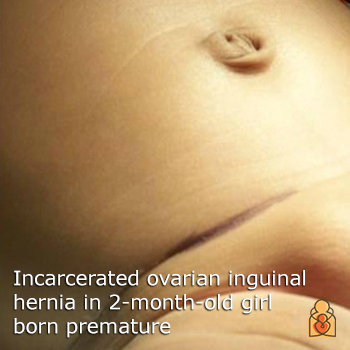 Incarcerated ovarian inguinal
hernia in 2-month-old girl
born premature